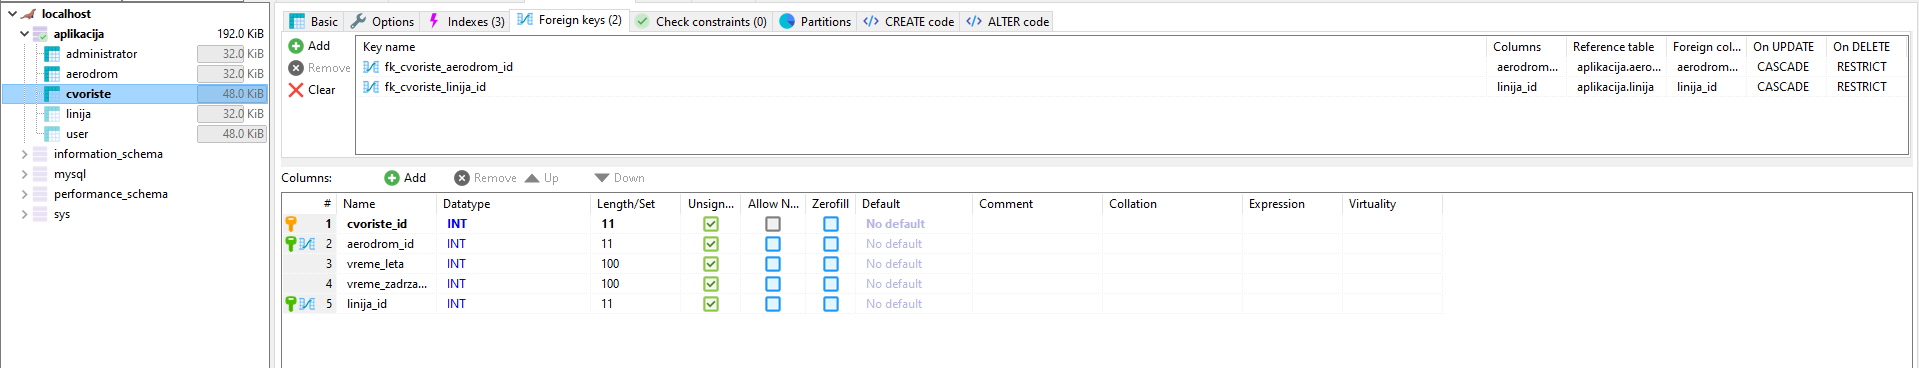 localhost
aplikacija 192.0 KiB
administrator 32.0 KiB
aerodrom 32.0 KiB
cvoriste 48.0 KiB
linija 32.0 KiB
user 48.0 KiB
information_schema
mysql
performance_schema
sys
Basic Options Indexes (3) Foreign keys (2) Check constraints (0) Partitions CREATE code ALTER code
Add
Remove
Clear
Key name Columns Reference table Foreign col... On UPDATE On DELETE
fk_cvoriste_aerodrom_id aerodrom... aplikacija.aero... aerodrom... CASCADE RESTRICT
fk_cvoriste_linija_id linija_id aplikacija.linija linija_id CASCADE RESTRICT
Columns: Add Remove Up Down
# Name Datatype Length/Set Unsign... Allow N... Zerofill Default Comment Collation Expression Virtuality
1 cvoriste_id INT 11 No default
2 aerodrom_id INT 11 No default
3 vreme_leta INT 100 No default
4 vreme_zadrza... INT 100 No default
5 linija_id INT 11 No default